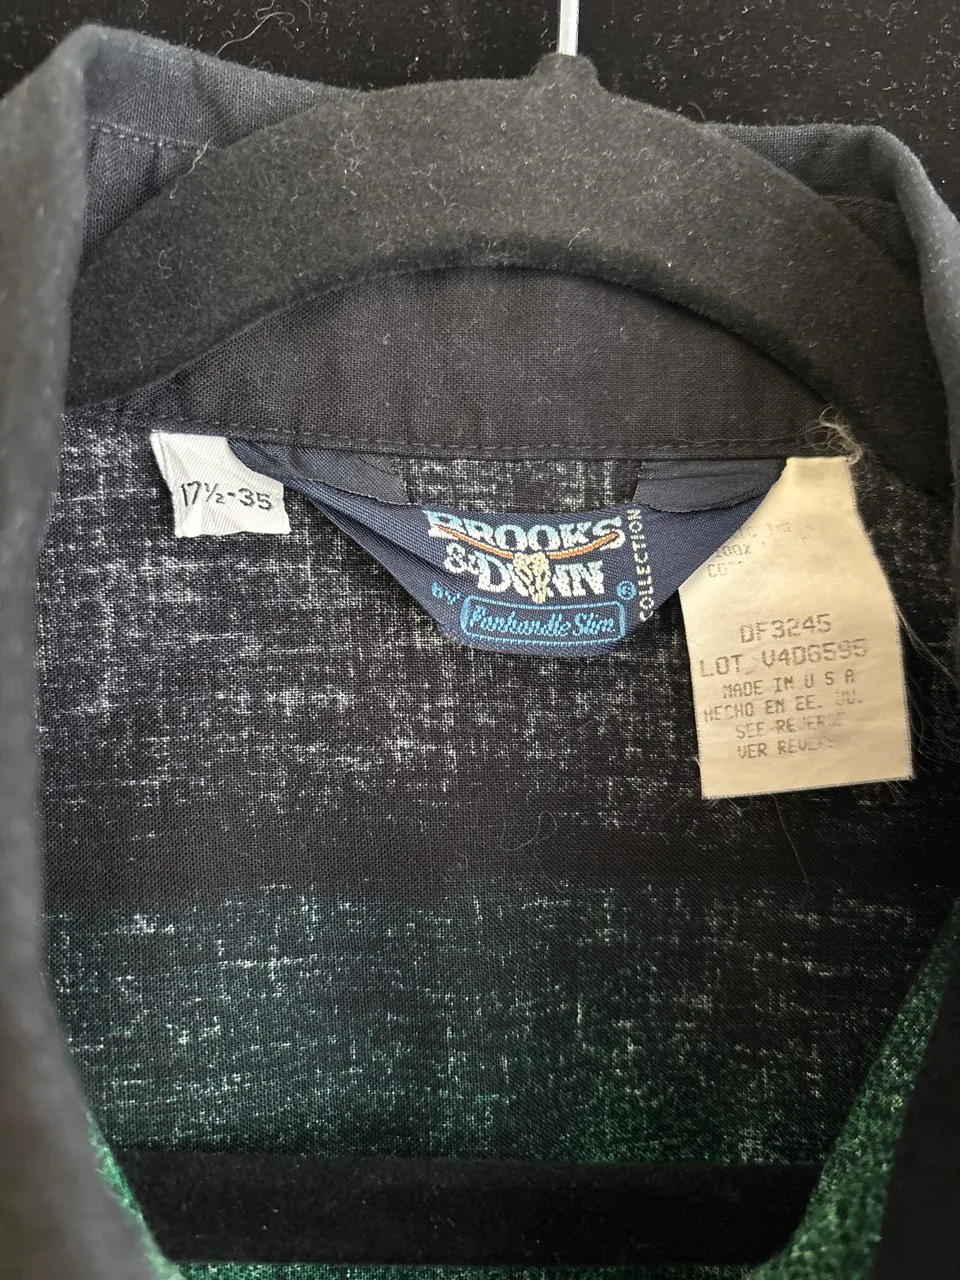 17½-35
BROOKS
& DUNN
COLLECTION
by Panhandle Slim ®
100%
DF3245
LOT V4D6595
MADE IN U S A
HECHO EN EE. UU.
SEE REVERSE
VER REVERSO